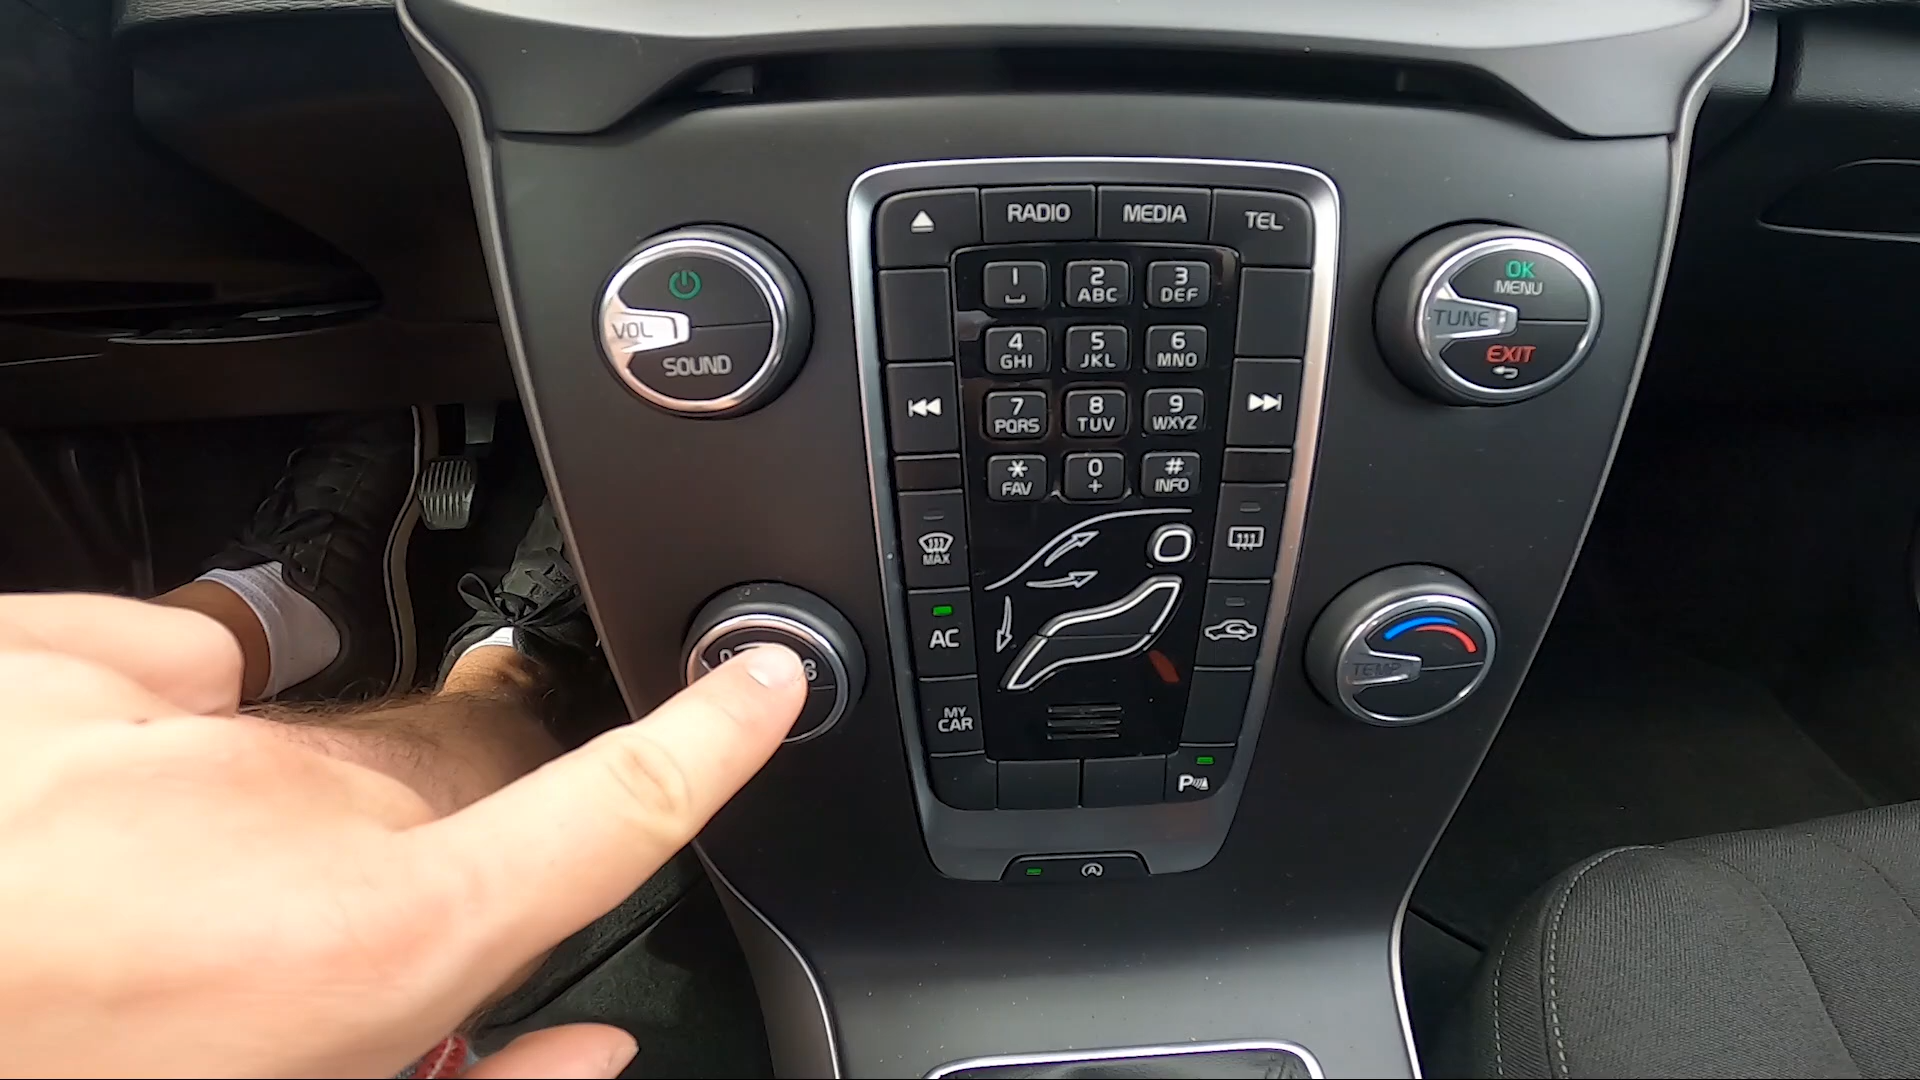 RADIO
MEDIA
TEL
VOL
SOUND
1
2
ABC
3
DEF
4
GHI
5
JKL
6
MNO
7
PQRS
8
TUV
9
WXYZ
*
FAV
0
+
#
INFO
OK
MENU
TUNE
EXIT
MAX
AC
MY
CAR
TEMP
P
A